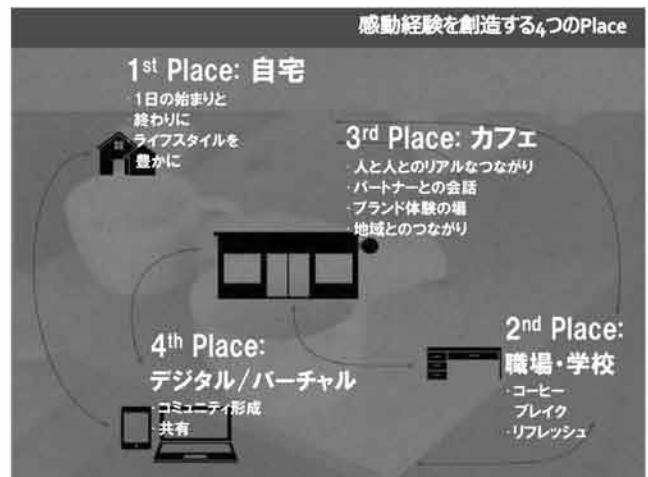 感動経験を創造する4つのPlace
1st Place: 自宅
・1日の始まりと
終わりに
・ライフスタイルを
豊かに
3rd Place: カフェ
・人と人とのリアルなつながり
・パートナーとの会話
・ブランド体験の場
・地域とのつながり
4th Place:
デジタル/バーチャル
・コミュニティ形成
・共有
2nd Place:
職場・学校
・コーヒー
ブレイク
・リフレッシュ